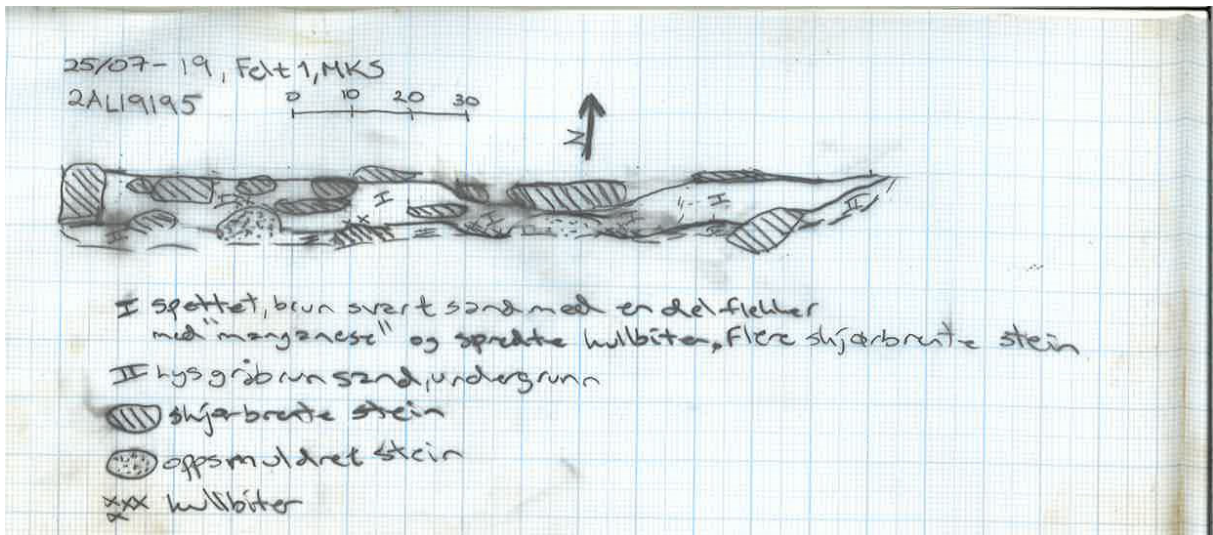 25/07-19, Felt 1, MKS
2AL19195
0 10 20 30
N
I
I
I
I
I
I
II
I spettet, brun svart sand med en del flekker
med "manganese" og spredte kullbiter, Flere skjørbrente stein
II Lys gråbrun sand, undergrunn
skjørbrente stein
oppsmuldret stein
xxx kullbiter